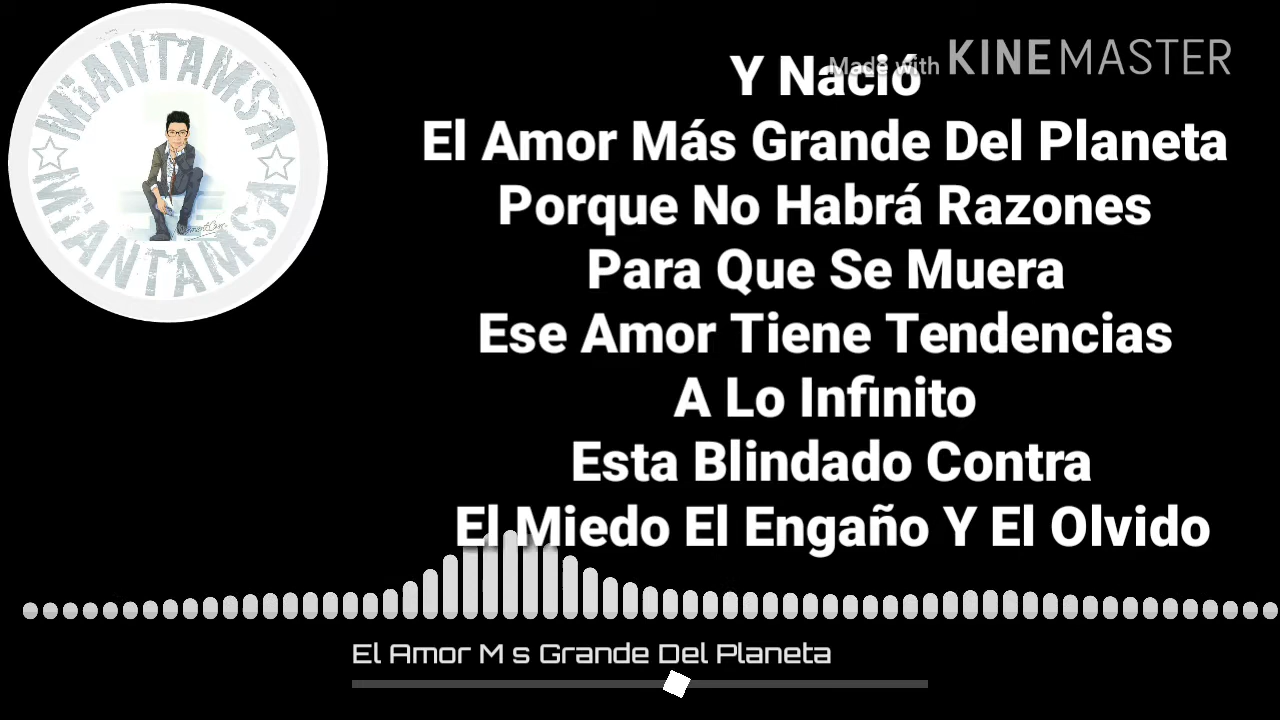 MiANTAMSA
MiANTAMSA
Made with KINEMASTER
Y Nació
El Amor Más Grande Del Planeta
Porque No Habrá Razones
Para Que Se Muera
Ese Amor Tiene Tendencias
A Lo Infinito
Esta Blindado Contra
El Miedo El Engaño Y El Olvido
El Amor M s Grande Del Planeta